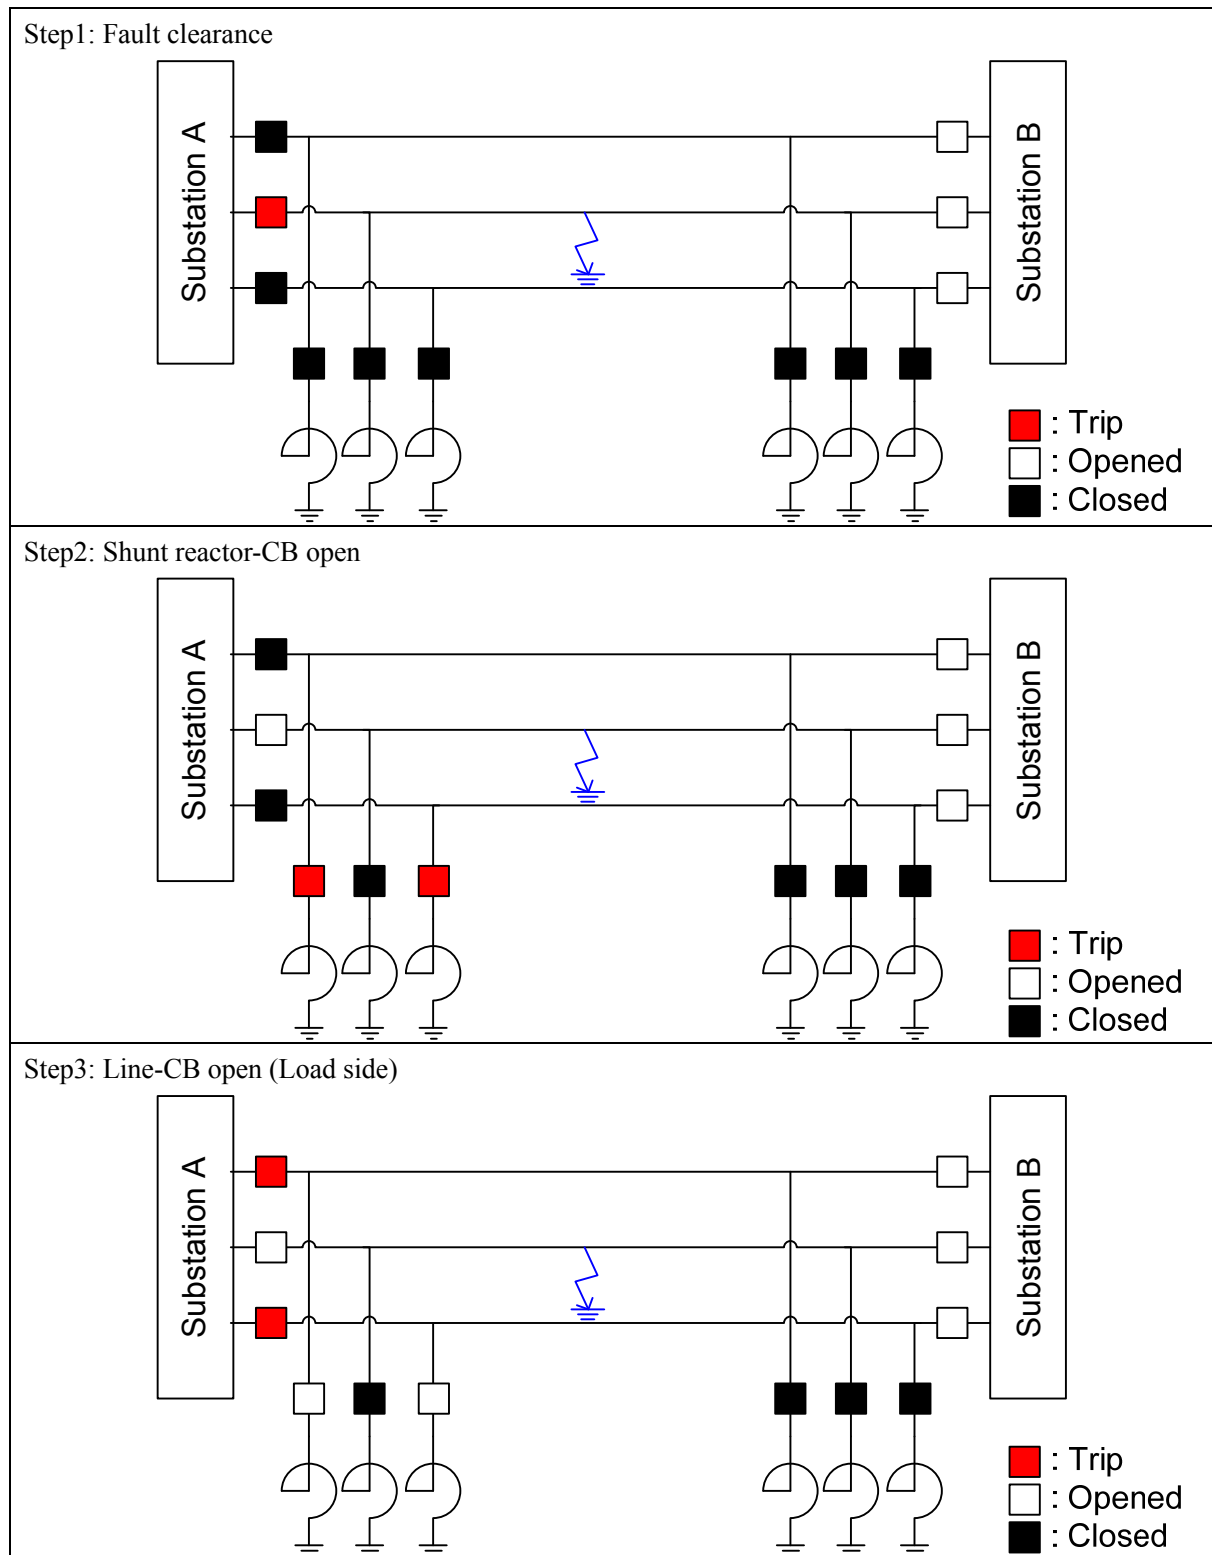 Step1: Fault clearance
Substation A
Substation B
: Trip
: Opened
: Closed
Step2: Shunt reactor-CB open
Substation A
Substation B
: Trip
: Opened
: Closed
Step3: Line-CB open (Load side)
Substation A
Substation B
: Trip
: Opened
: Closed